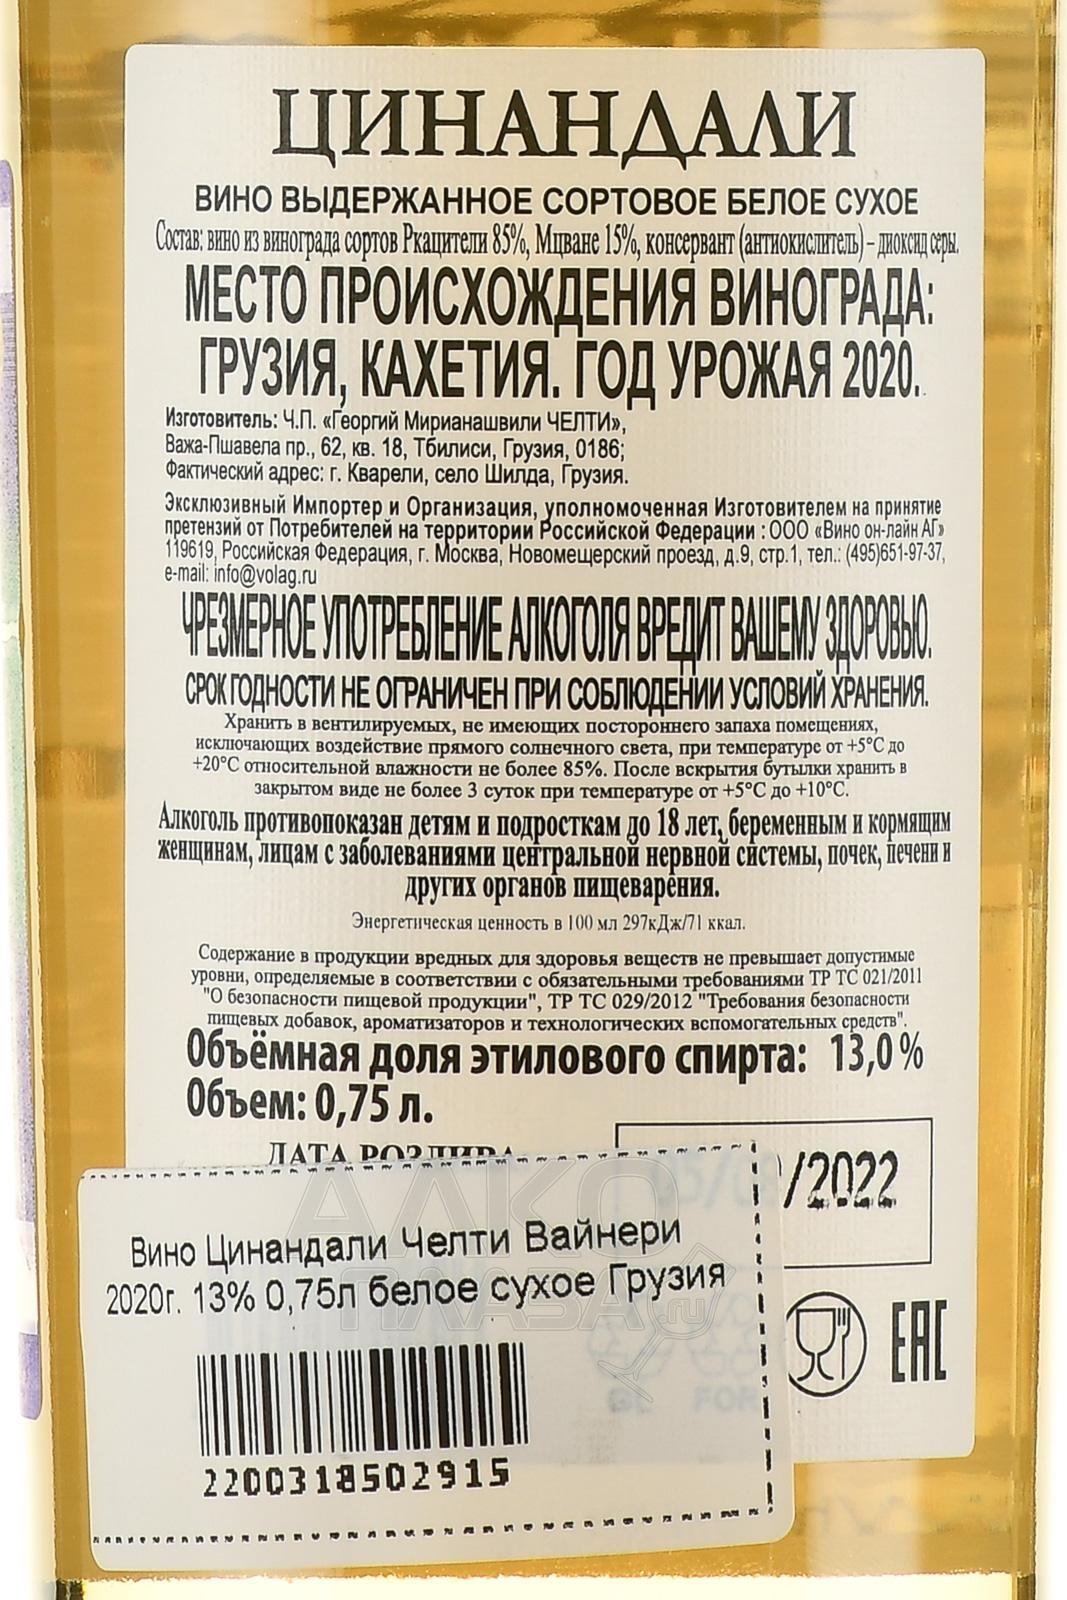 ЦИНАНДАЛИ
ВИНО ВЫДЕРЖАННОЕ СОРТОВОЕ БЕЛОЕ СУХОЕ
Состав: вино из винограда сортов Ркацители 85%, Мцване 15%, консервант (антиокислитель) – диоксид серы.
МЕСТО ПРОИСХОЖДЕНИЯ ВИНОГРАДА:
ГРУЗИЯ, КАХЕТИЯ. ГОД УРОЖАЯ 2020.
Изготовитель: Ч.П. «Георгий Мирианашвили ЧЕЛТИ»,
Важа-Пшавела пр., 62, кв. 18, Тбилиси, Грузия, 0186;
Фактический адрес: г. Кварели, село Шилда, Грузия.
Эксклюзивный Импортер и Организация, уполномоченная Изготовителем на принятие
претензий от Потребителей на территории Российской Федерации : ООО «Вино он-лайн АГ»
119619, Российская Федерация, г. Москва, Новомещерский проезд, д.9, стр.1, тел.: (495)651-97-37,
e-mail: info@volag.ru
ЧРЕЗМЕРНОЕ УПОТРЕБЛЕНИЕ АЛКОГОЛЯ ВРЕДИТ ВАШЕМУ ЗДОРОВЬЮ.
СРОК ГОДНОСТИ НЕ ОГРАНИЧЕН ПРИ СОБЛЮДЕНИИ УСЛОВИЙ ХРАНЕНИЯ.
Хранить в вентилируемых, не имеющих постороннего запаха помещениях,
исключающих воздействие прямого солнечного света, при температуре от +5°C до
+20°C относительной влажности не более 85%. После вскрытия бутылки хранить в
закрытом виде не более 3 суток при температуре от +5°C до +10°C.
Алкоголь противопоказан детям и подросткам до 18 лет, беременным и кормящим
женщинам, лицам с заболеваниями центральной нервной системы, почек, печени и
других органов пищеварения.
Энергетическая ценность в 100 мл 297кДж/71 ккал.
Содержание в продукции вредных для здоровья веществ не превышает допустимые
уровни, определяемые в соответствии с обязательными требованиями ТР ТС 021/2011
"О безопасности пищевой продукции", ТР ТС 029/2012 "Требования безопасности
пищевых добавок, ароматизаторов и технологических вспомогательных средств".
Объёмная доля этилового спирта: 13,0 %
Объем: 0,75 л.
ДАТА РОЗЛИВА
/2022
АЛКО
ПЛАЗА.ru
Вино Цинандали Челти Вайнери
2020г. 13% 0,75л белое сухое Грузия
EAC
GL FOR
2200318502915